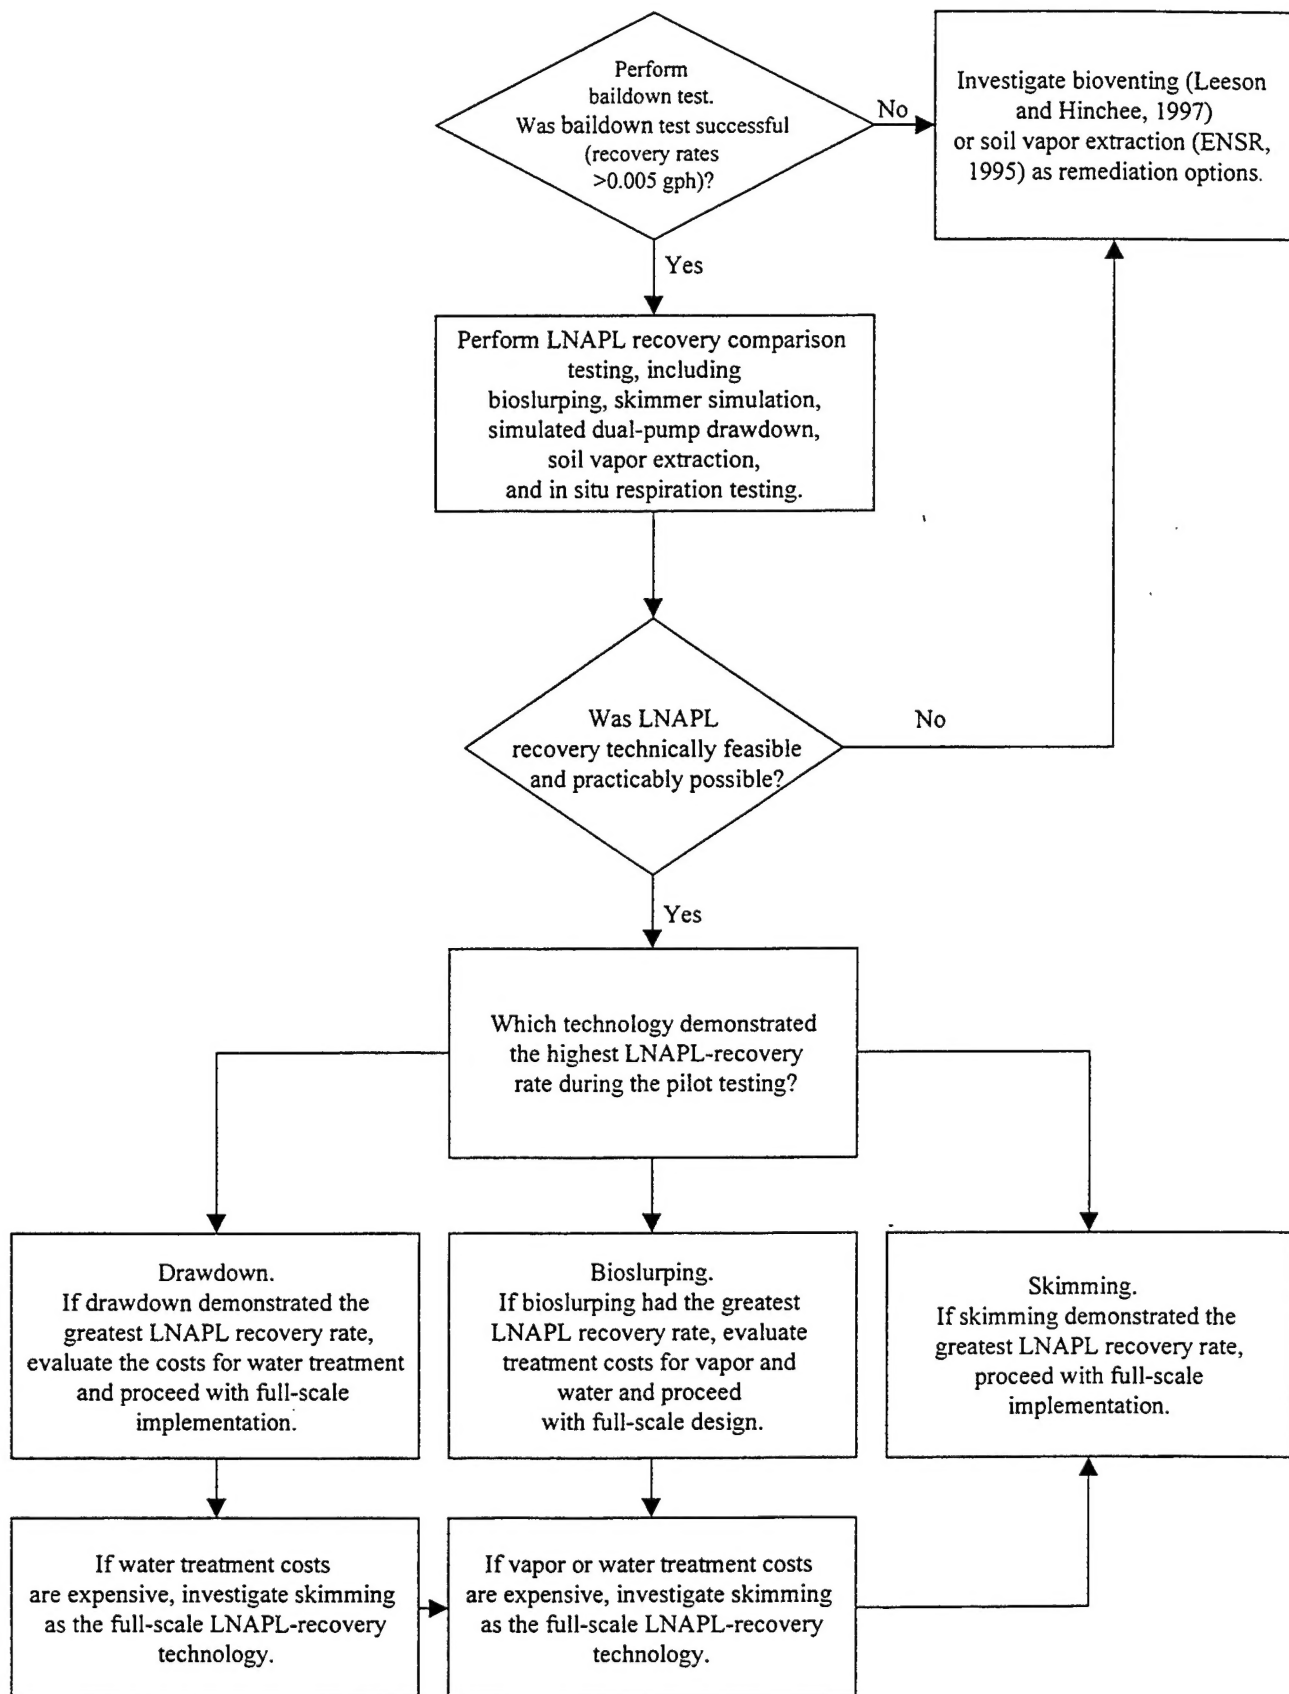 Perform
baildown test.
Was baildown test successful
(recovery rates
>0.005 gph)?
No
Investigate bioventing (Leeson
and Hinchee, 1997)
or soil vapor extraction (ENSR,
1995) as remediation options.
Yes
Perform LNAPL recovery comparison
testing, including
bioslurping, skimmer simulation,
simulated dual-pump drawdown,
soil vapor extraction,
and in situ respiration testing.
Was LNAPL
recovery technically feasible
and practicably possible?
No
Yes
Which technology demonstrated
the highest LNAPL-recovery
rate during the pilot testing?
Drawdown.
If drawdown demonstrated the
greatest LNAPL recovery rate,
evaluate the costs for water treatment
and proceed with full-scale
implementation.
Bioslurping.
If bioslurping had the greatest
LNAPL recovery rate, evaluate
treatment costs for vapor and
water and proceed
with full-scale design.
Skimming.
If skimming demonstrated the
greatest LNAPL recovery rate,
proceed with full-scale
implementation.
If water treatment costs
are expensive, investigate skimming
as the full-scale LNAPL-recovery
technology.
If vapor or water treatment costs
are expensive, investigate skimming
as the full-scale LNAPL-recovery
technology.